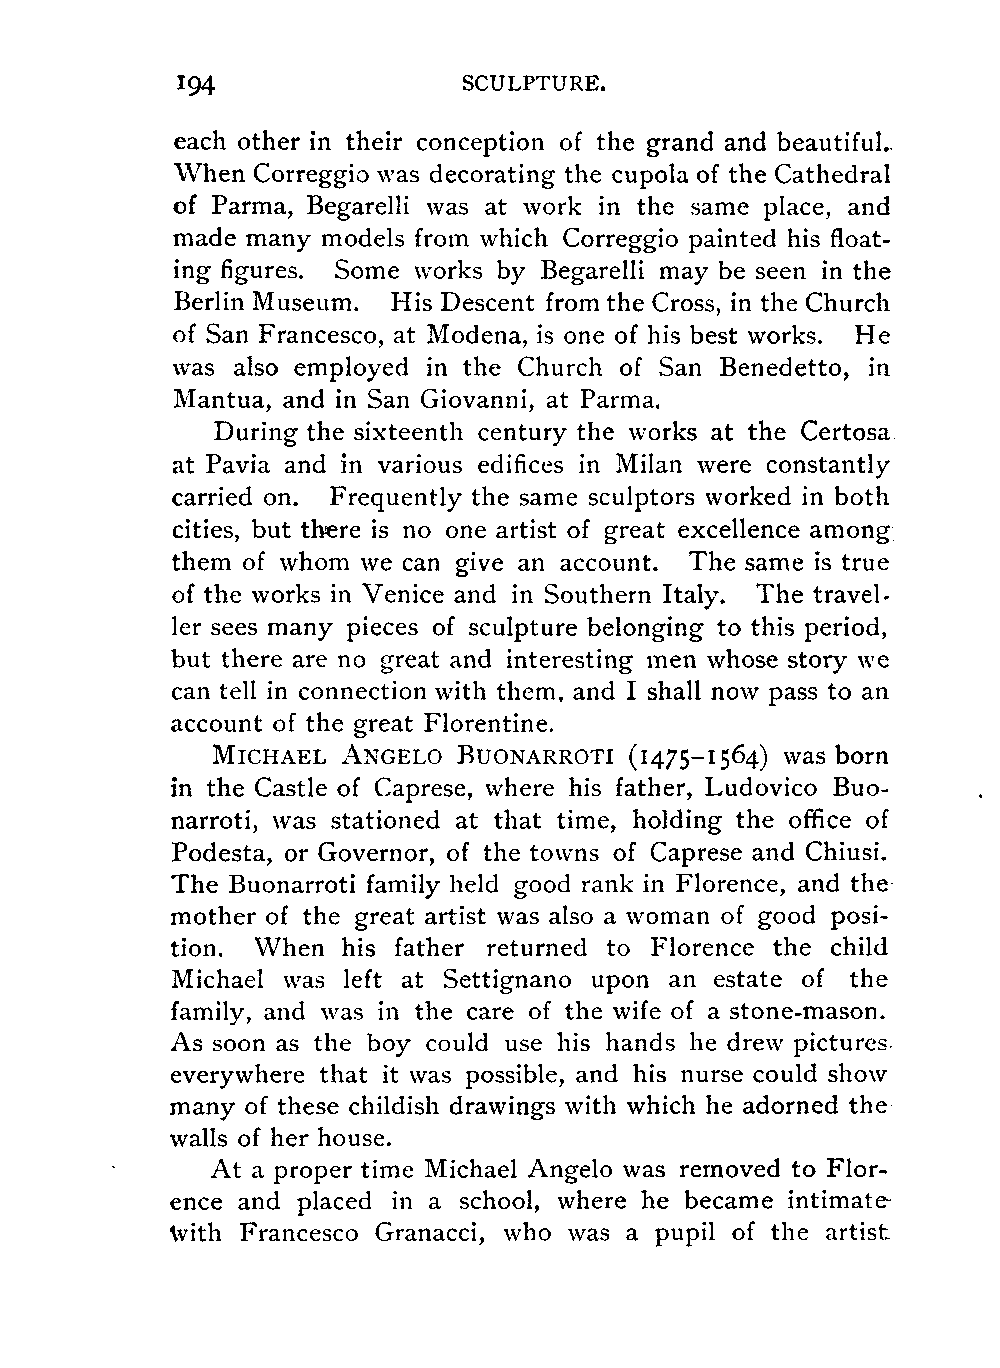 194 SCULPTURE.
each other in their conception of the grand and beautiful.
When Correggio was decorating the cupola of the Cathedral
of Parma, Begarelli was at work in the same place, and
made many models from which Correggio painted his float-
ing figures. Some works by Begarelli may be seen in the
Berlin Museum. His Descent from the Cross, in the Church
of San Francesco, at Modena, is one of his best works. He
was also employed in the Church of San Benedetto, in
Mantua, and in San Giovanni, at Parma.
During the sixteenth century the works at the Certosa
at Pavia and in various edifices in Milan were constantly
carried on. Frequently the same sculptors worked in both
cities, but there is no one artist of great excellence among
them of whom we can give an account. The same is true
of the works in Venice and in Southern Italy. The travel-
ler sees many pieces of sculpture belonging to this period,
but there are no great and interesting men whose story we
can tell in connection with them, and I shall now pass to an
account of the great Florentine.
MICHAEL ANGELO BUONARROTI (1475–1564) was born
in the Castle of Caprese, where his father, Ludovico Buo-
narroti, was stationed at that time, holding the office of
Podesta, or Governor, of the towns of Caprese and Chiusi.
The Buonarroti family held good rank in Florence, and the
mother of the great artist was also a woman of good posi-
tion. When his father returned to Florence the child
Michael was left at Settignano upon an estate of the
family, and was in the care of the wife of a stone-mason.
As soon as the boy could use his hands he drew pictures
everywhere that it was possible, and his nurse could show
many of these childish drawings with which he adorned the
walls of her house.
At a proper time Michael Angelo was removed to Flor-
ence and placed in a school, where he became intimate
with Francesco Granacci, who was a pupil of the artist